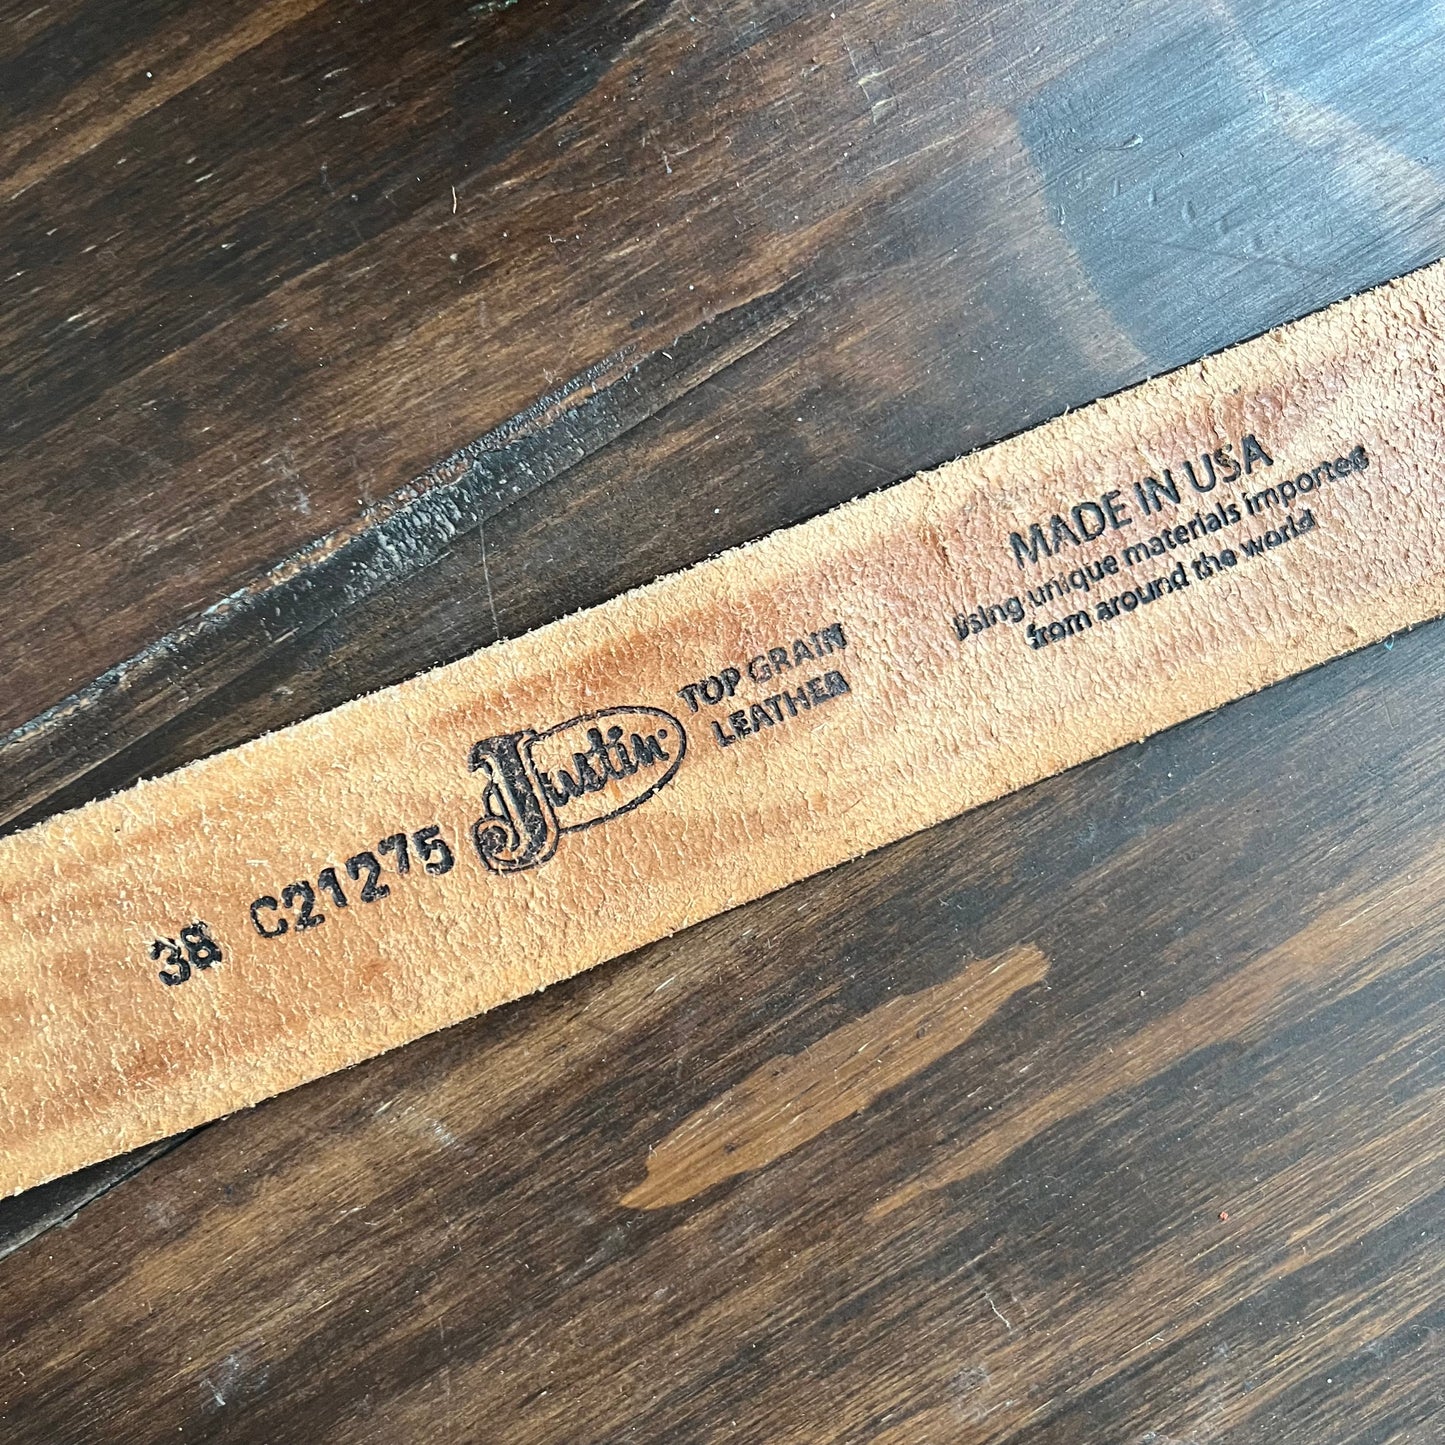 38 C21275 Justin
TOP GRAIN
LEATHER
MADE IN USA
using unique materials imported
from around the world